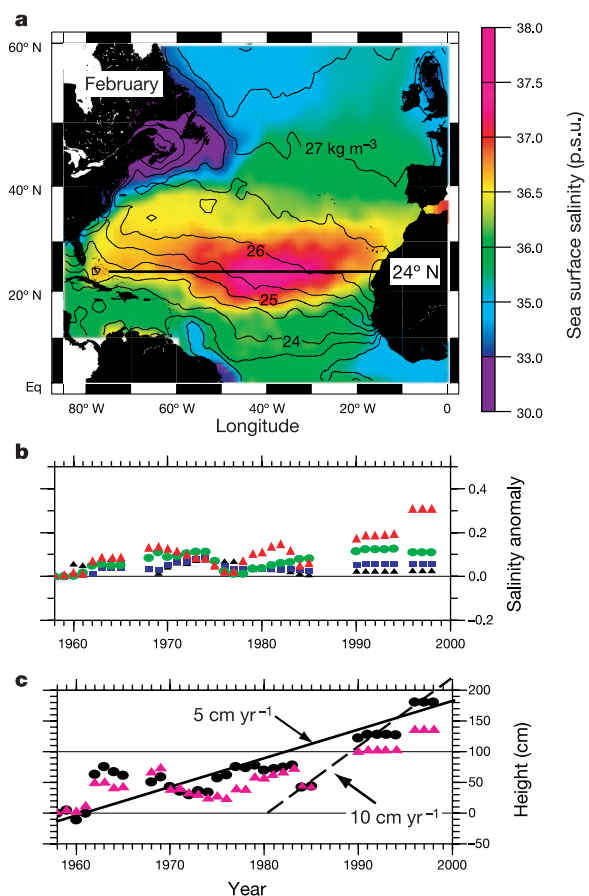 a
60° N
40° N
20° N
Eq
February
27 kg m⁻³
26
24° N
25
24
80° W
60° W
40° W
20° W
0
Longitude
38.0
37.5
37.0
36.5
36.0
35.0
33.0
30.0
Sea surface salinity (p.s.u.)
b
0.4
0.2
0.0
-0.2
Salinity anomaly
1960
1970
1980
1990
2000
c
5 cm yr⁻¹
10 cm yr⁻¹
200
150
100
50
0
-50
Height (cm)
1960
1970
1980
1990
2000
Year